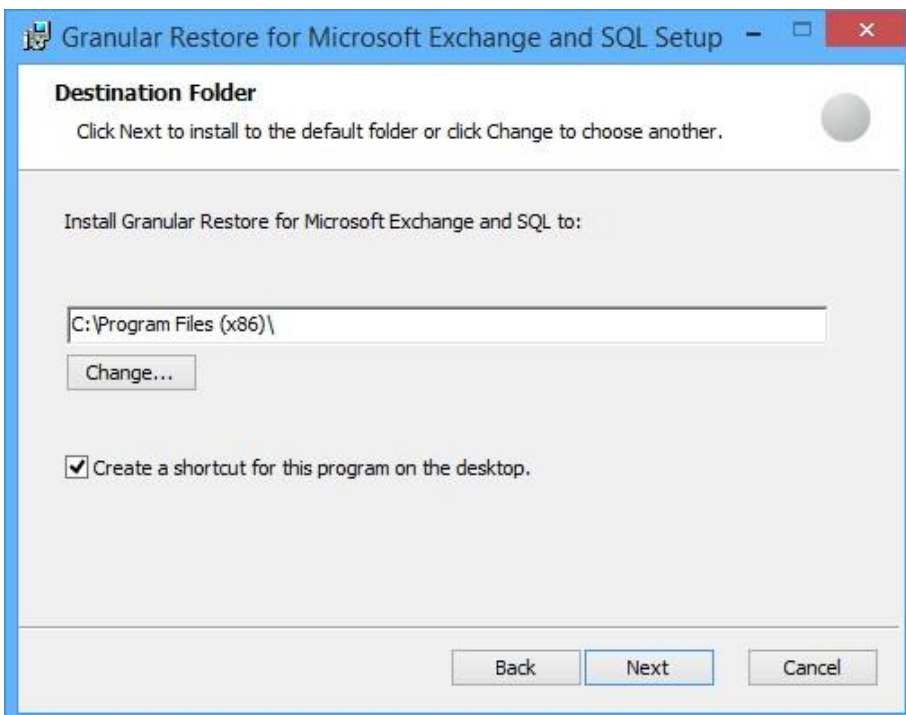 Granular Restore for Microsoft Exchange and SQL Setup
Destination Folder
Click Next to install to the default folder or click Change to choose another.
Install Granular Restore for Microsoft Exchange and SQL to:
C:\Program Files (x86)\
Change...
Create a shortcut for this program on the desktop.
Back Next Cancel